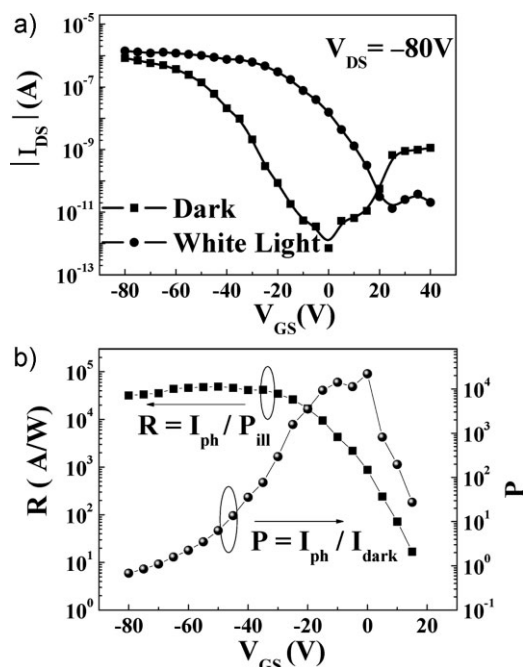 a)
V_DS = –80V
|I_DS| (A)
10^-5
10^-7
10^-9
10^-11
10^-13
Dark
White Light
-80 -60 -40 -20 0 20 40
V_GS(V)
b)
R ( A/W)
10^5
10^4
10^3
10^2
10^1
10^0
R = I_ph / P_ill
P = I_ph / I_dark
10^4
10^3
10^2
10^1
10^0
10^-1
P
-80 -60 -40 -20 0 20
V_GS(V)